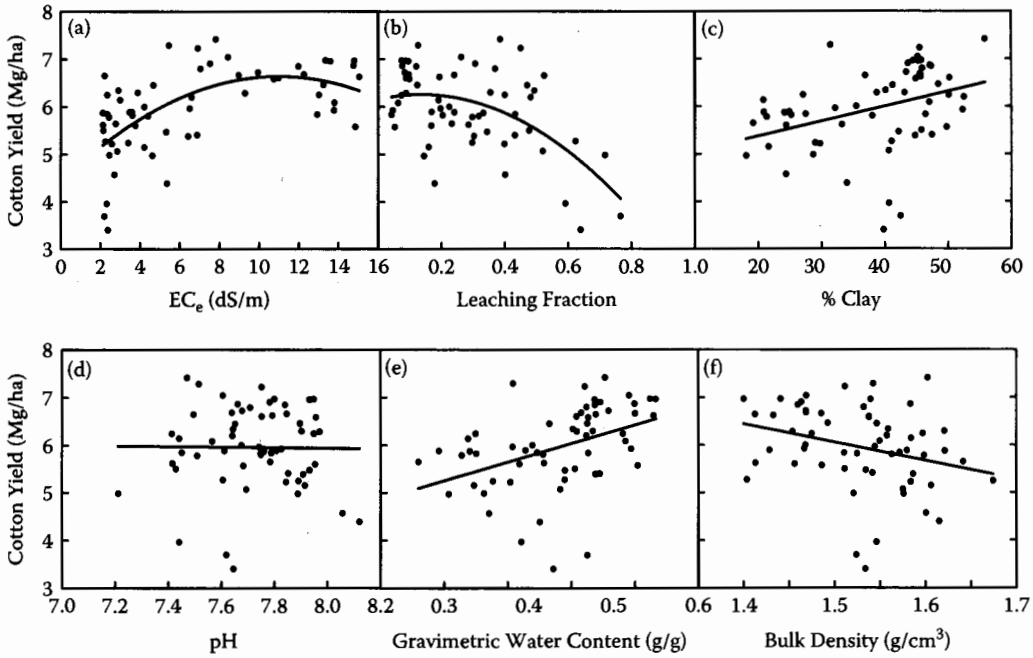 Cotton Yield (Mg/ha)
8
7
6
5
4
3
(a)
(b)
(c)
0 2 4 6 8 10 12 14 16 0.2 0.4 0.6 0.8 1.0 20 30 40 50 60
ECe (dS/m)
Leaching Fraction
% Clay
Cotton Yield (Mg/ha)
8
7
6
5
4
3
(d)
(e)
(f)
7.0 7.2 7.4 7.6 7.8 8.0 8.2 0.3 0.4 0.5 0.6 1.4 1.5 1.6 1.7
pH
Gravimetric Water Content (g/g)
Bulk Density (g/cm³)